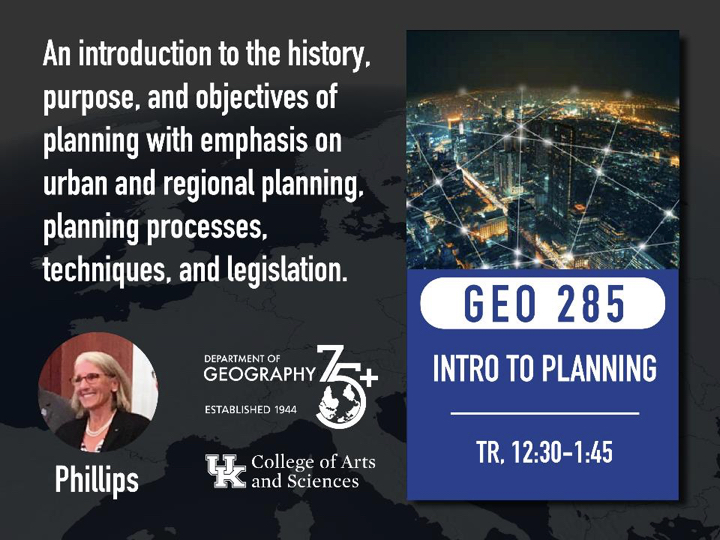 An introduction to the history,
purpose, and objectives of
planning with emphasis on
urban and regional planning,
planning processes,
techniques, and legislation.
GEO 285
INTRO TO PLANNING
TR, 12:30-1:45
Phillips
DEPARTMENT OF
GEOGRAPHY 75+
ESTABLISHED 1944
UK College of Arts
and Sciences